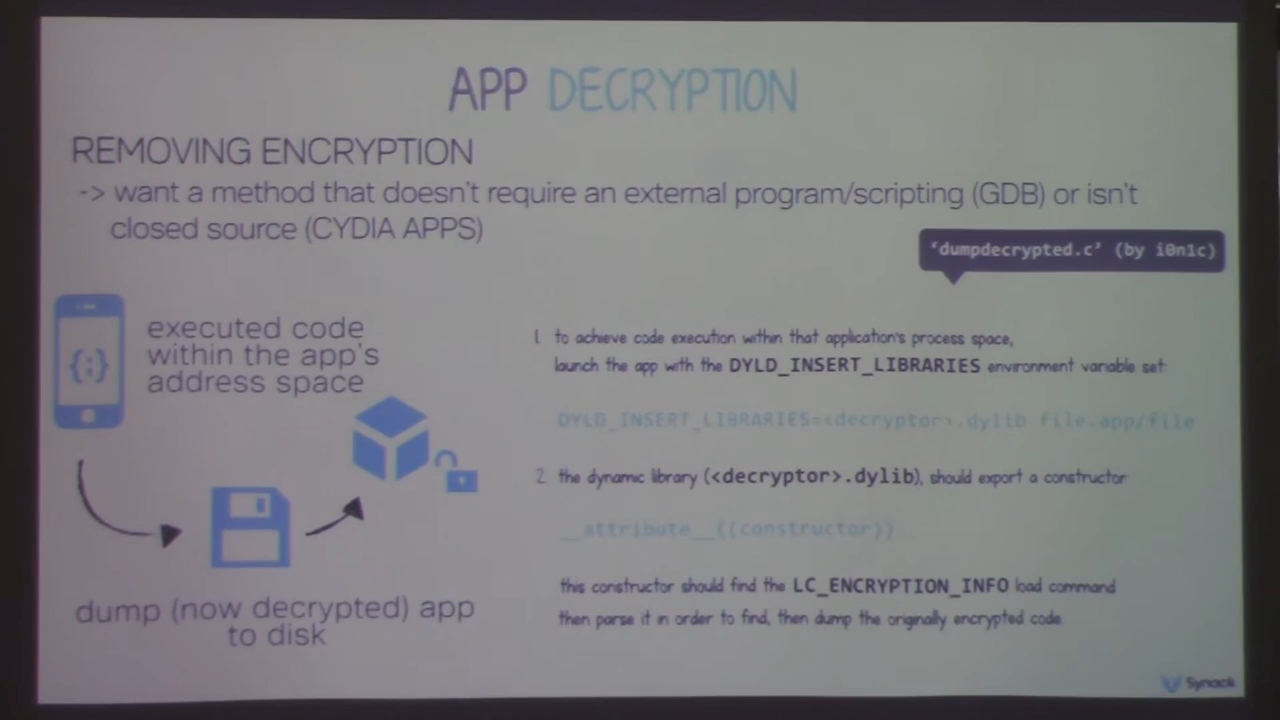 APP DECRYPTION
REMOVING ENCRYPTION
-> want a method that doesn't require an external program/scripting (GDB) or isn't
closed source (CYDIA APPS)
‘dumpdecrypted.c’ (by i0n1c)
{;}
executed code
within the app's
address space
dump (now decrypted) app
to disk
1. to achieve code execution within that application's process space,
launch the app with the DYLD_INSERT_LIBRARIES environment variable set:
DYLD_INSERT_LIBRARIES=<decryptor>.dylib file.app/file
2. the dynamic library (<decryptor>.dylib), should export a constructor
__attribute__((constructor))
this constructor should find the LC_ENCRYPTION_INFO load command
then parse it in order to find, then dump the originally encrypted code
Synack